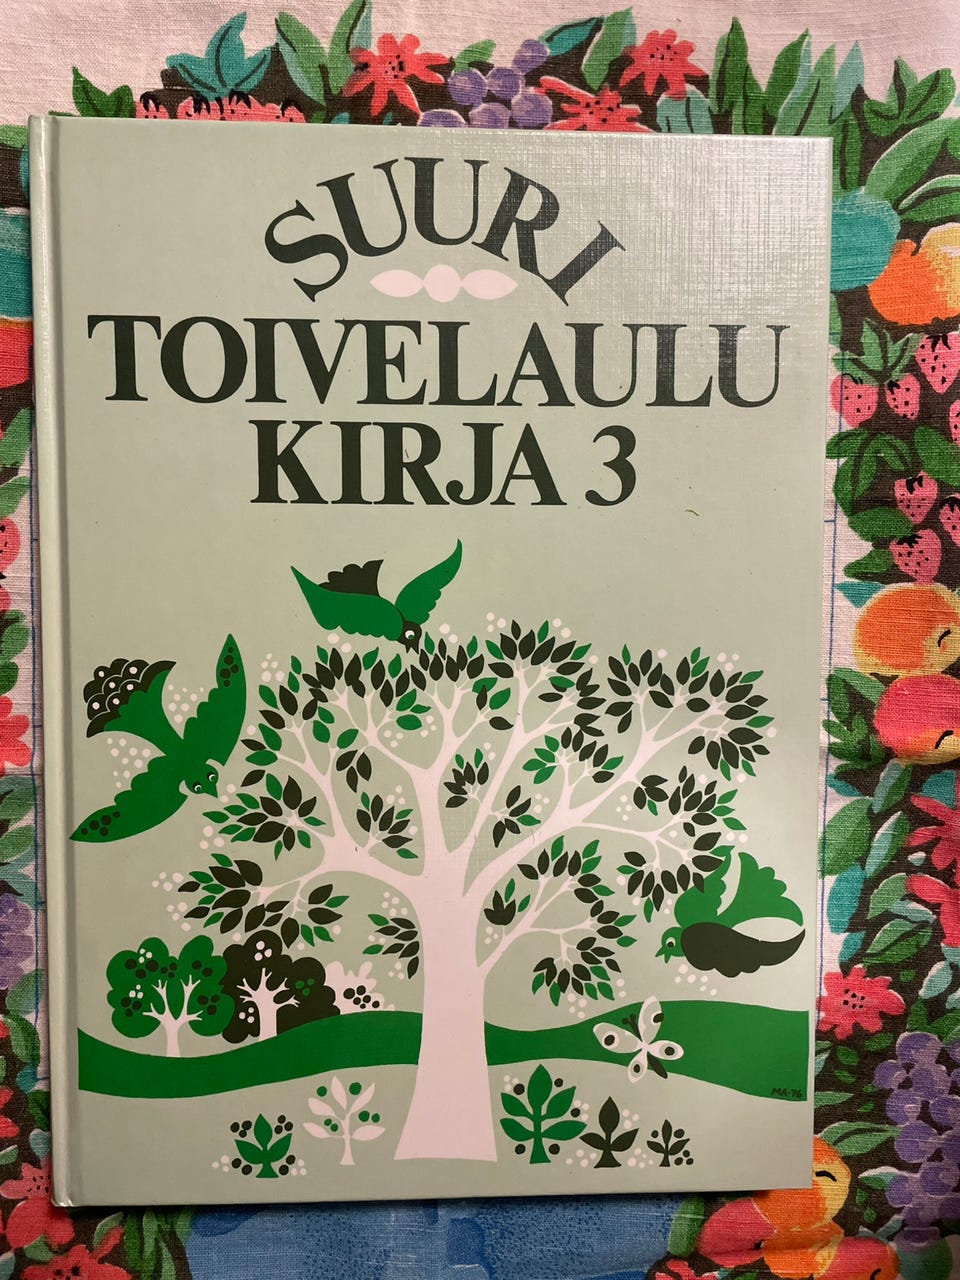 SUURI
TOIVELAULU
KIRJA 3
MA-76